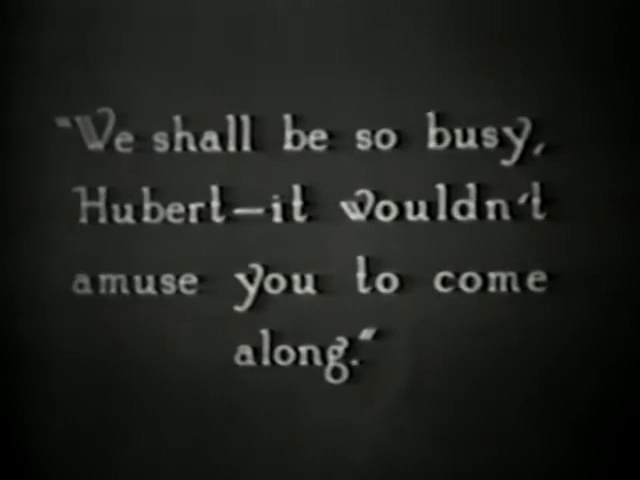 "We shall be so busy,
Hubert—it wouldn't
amuse you to come
along."